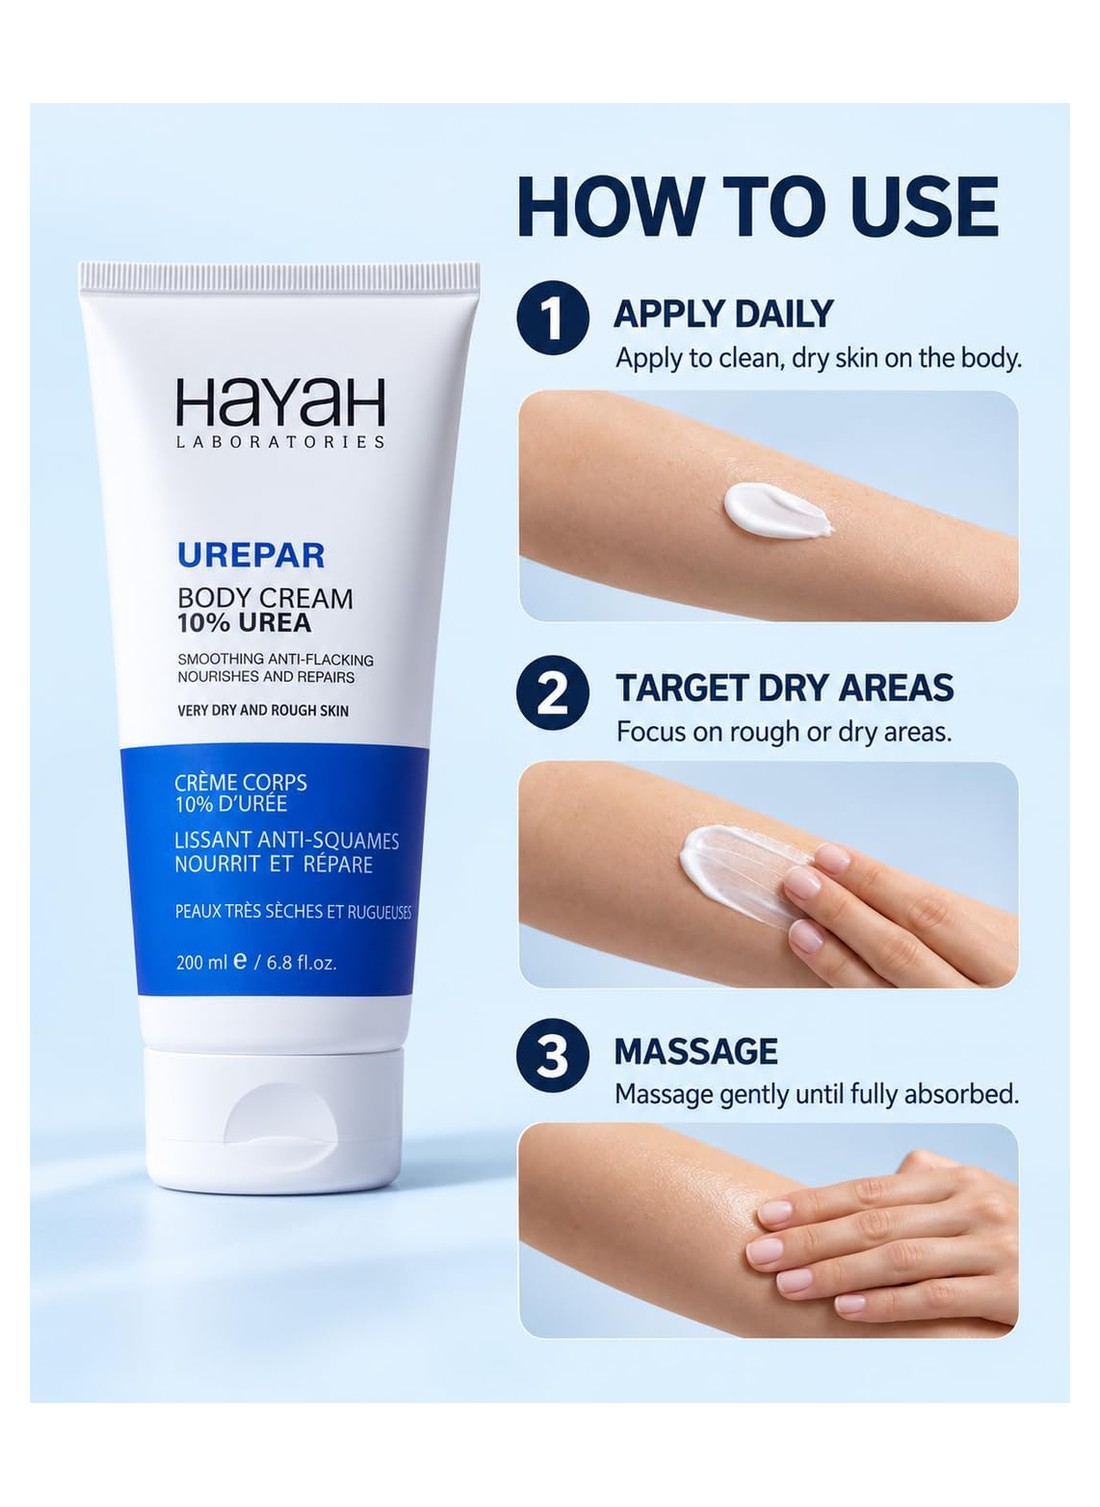 HAYAH
LABORATORIES
UREPAR
BODY CREAM
10% UREA
SMOOTHING ANTI-FLACKING
NOURISHES AND REPAIRS
VERY DRY AND ROUGH SKIN
CRÈME CORPS
10% D'URÉE
LISSANT ANTI-SQUAMES
NOURRIT ET RÉPARE
PEAUX TRÈS SÈCHES ET RUGUEUSES
200 ml e / 6.8 fl.oz.
HOW TO USE
1 APPLY DAILY
Apply to clean, dry skin on the body.
2 TARGET DRY AREAS
Focus on rough or dry areas.
3 MASSAGE
Massage gently until fully absorbed.